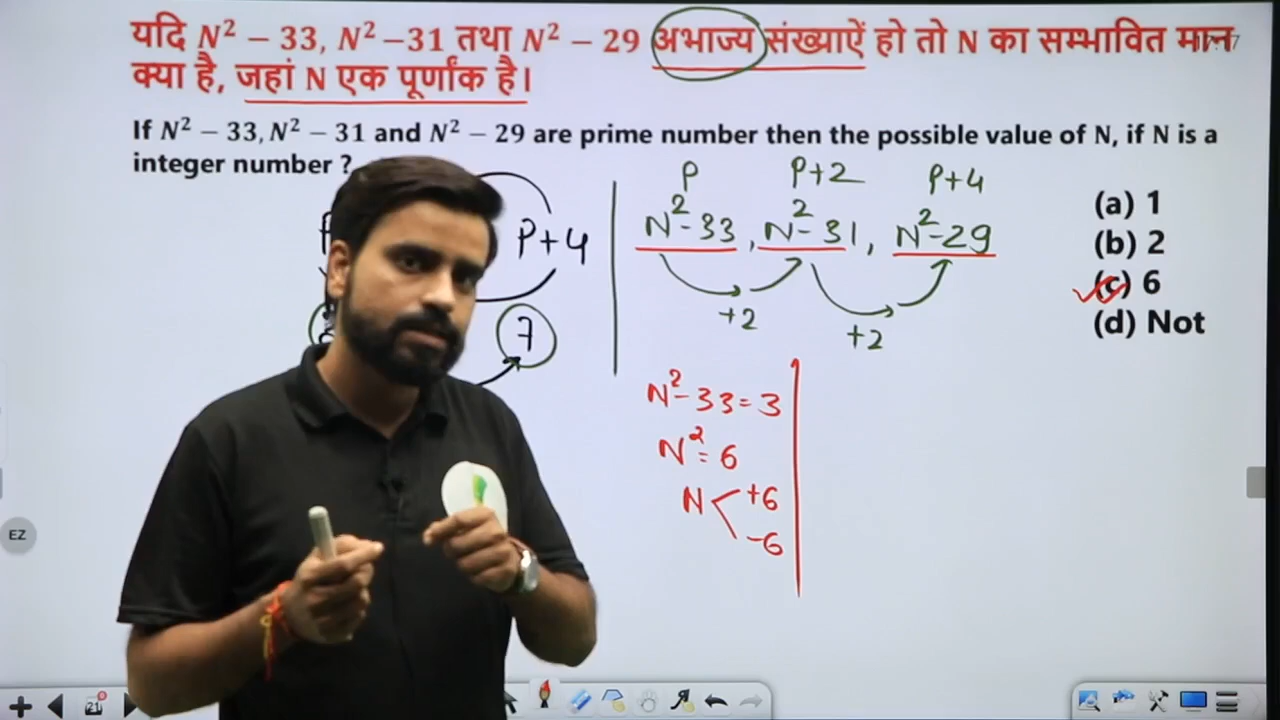 यदि N² – 33, N² –31 तथा N² – 29 अभाज्य संख्याऐं हो तो N का सम्भावित मान
क्या है, जहां N एक पूर्णांक है।
If N² – 33, N² – 31 and N² – 29 are prime number then the possible value of N, if N is a
integer number ?
P P+2 P+4
N²-33, N²-31, N²-29
+2 +2
P+4
7
(a) 1
(b) 2
(c) 6
(d) Not
N²-33=3
N²=6
N +6
-6
EZ
21